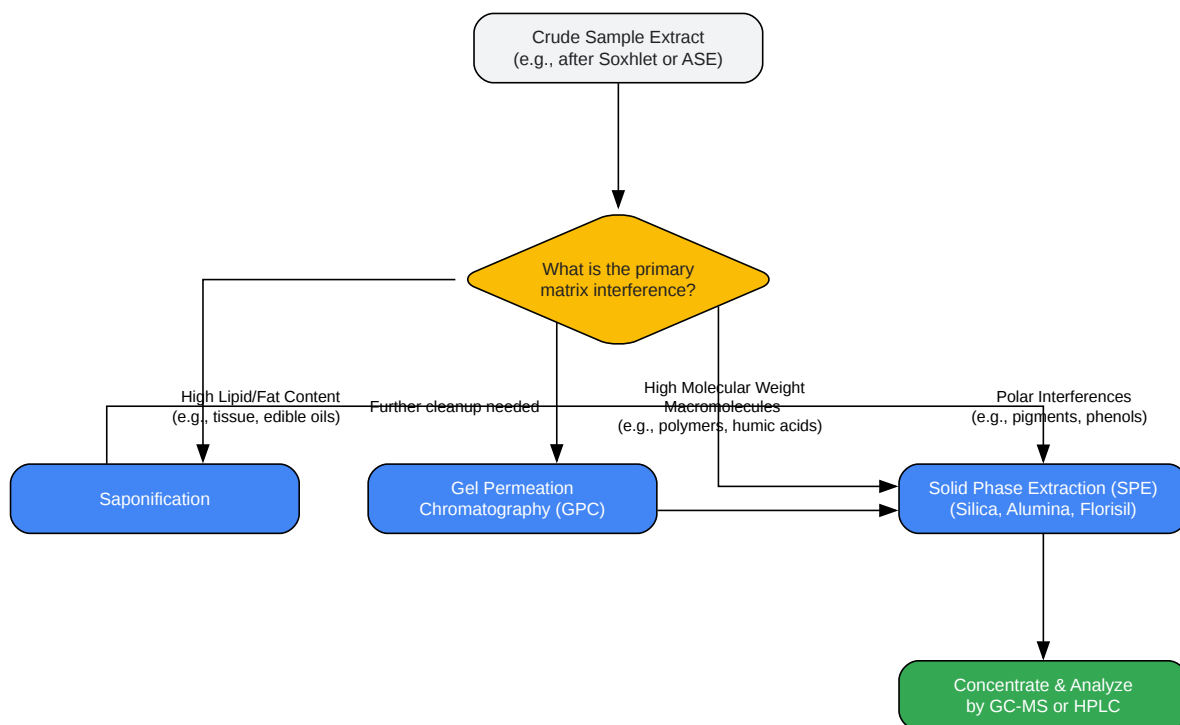 Crude Sample Extract
(e.g., after Soxhlet or ASE)
What is the primary
matrix interference?
High Lipid/Fat Content
(e.g., tissue, edible oils)
Further cleanup needed
High Molecular Weight
Macromolecules
(e.g., polymers, humic acids)
Polar Interferences
(e.g., pigments, phenols)
Saponification
Gel Permeation
Chromatography (GPC)
Solid Phase Extraction (SPE)
(Silica, Alumina, Florisil)
Concentrate & Analyze
by GC-MS or HPLC